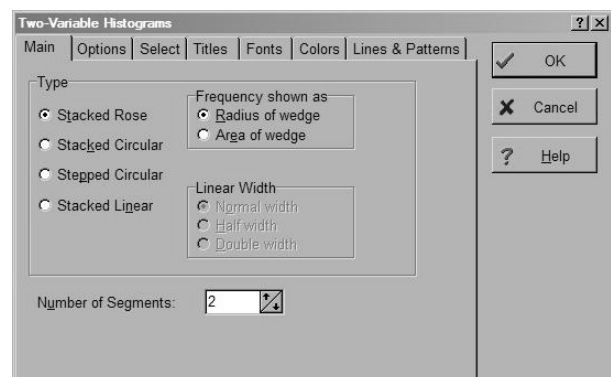 Two-Variable Histograms
? ×
Main Options Select Titles Fonts Colors Lines & Patterns
Type
Stacked Rose
Stacked Circular
Stepped Circular
Stacked Linear
Frequency shown as
Radius of wedge
Area of wedge
Linear Width
Normal width
Half width
Double width
Number of Segments: 2
OK
Cancel
? Help